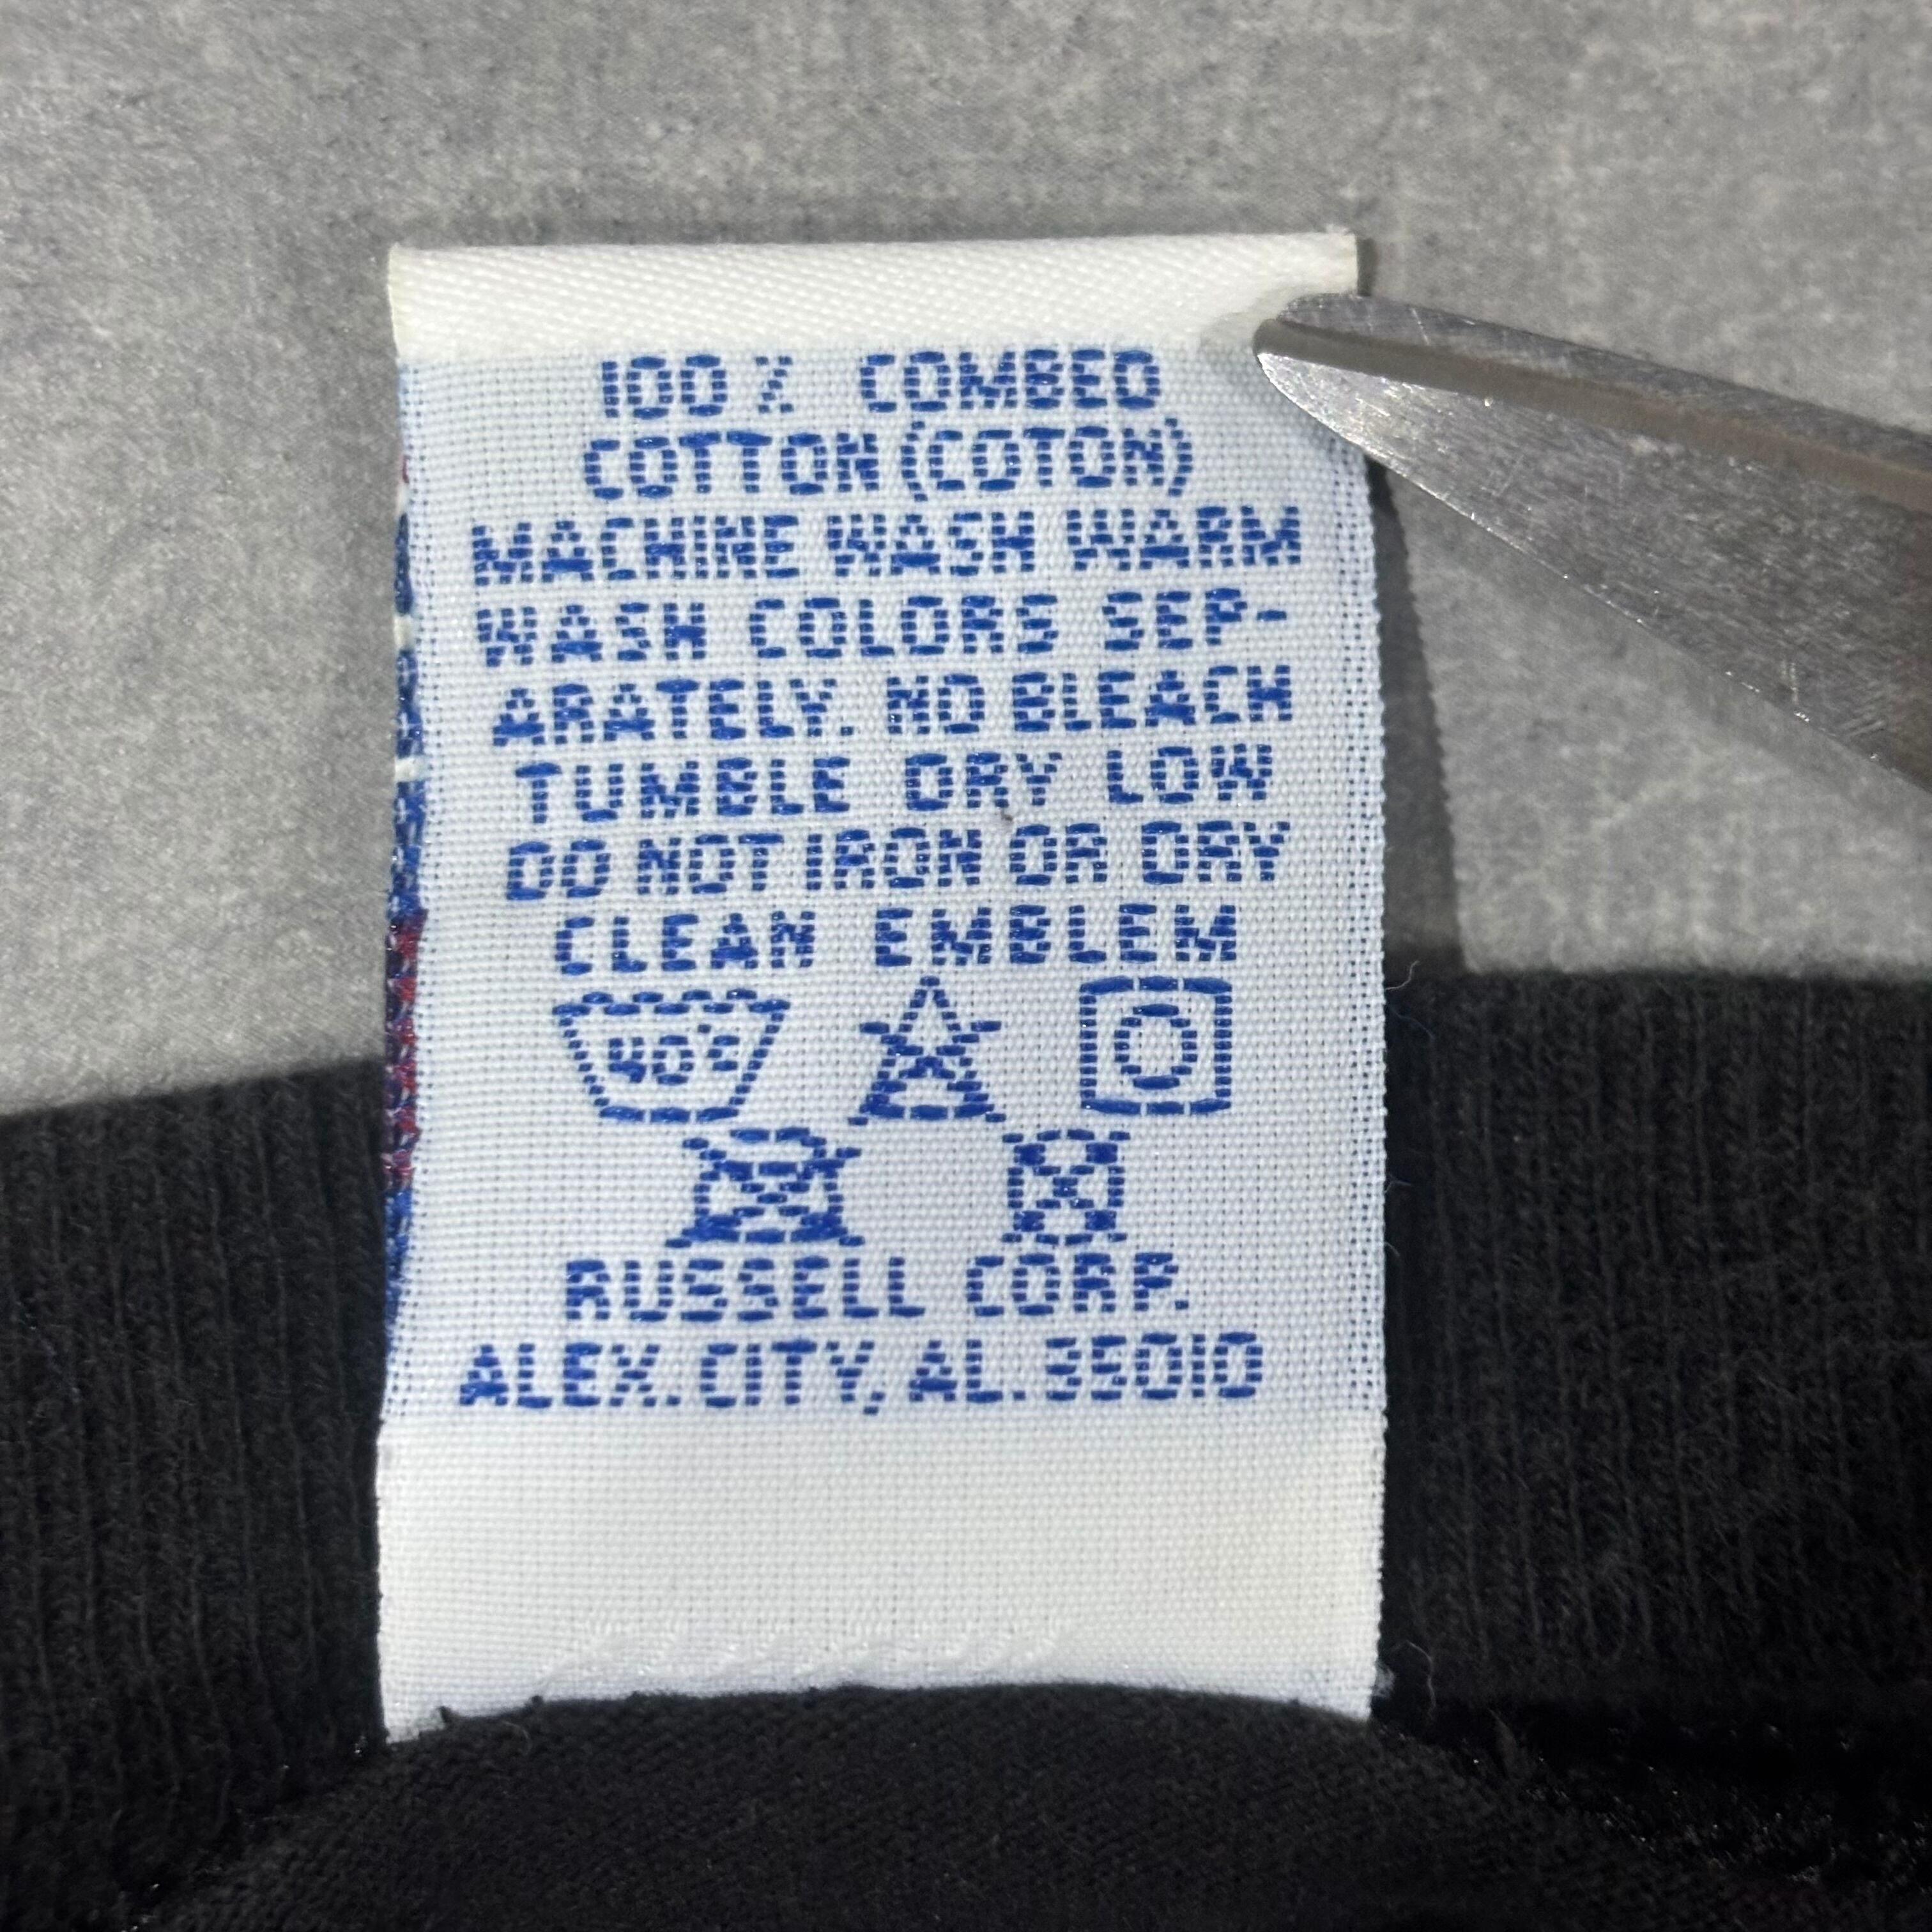 100% COMBED
COTTON (COTON)
MACHINE WASH WARM
WASH COLORS SEP-
ARATELY. NO BLEACH
TUMBLE DRY LOW
DO NOT IRON OR DRY
CLEAN EMBLEM
40°C
RUSSELL CORP.
ALEX. CITY, AL. 35010